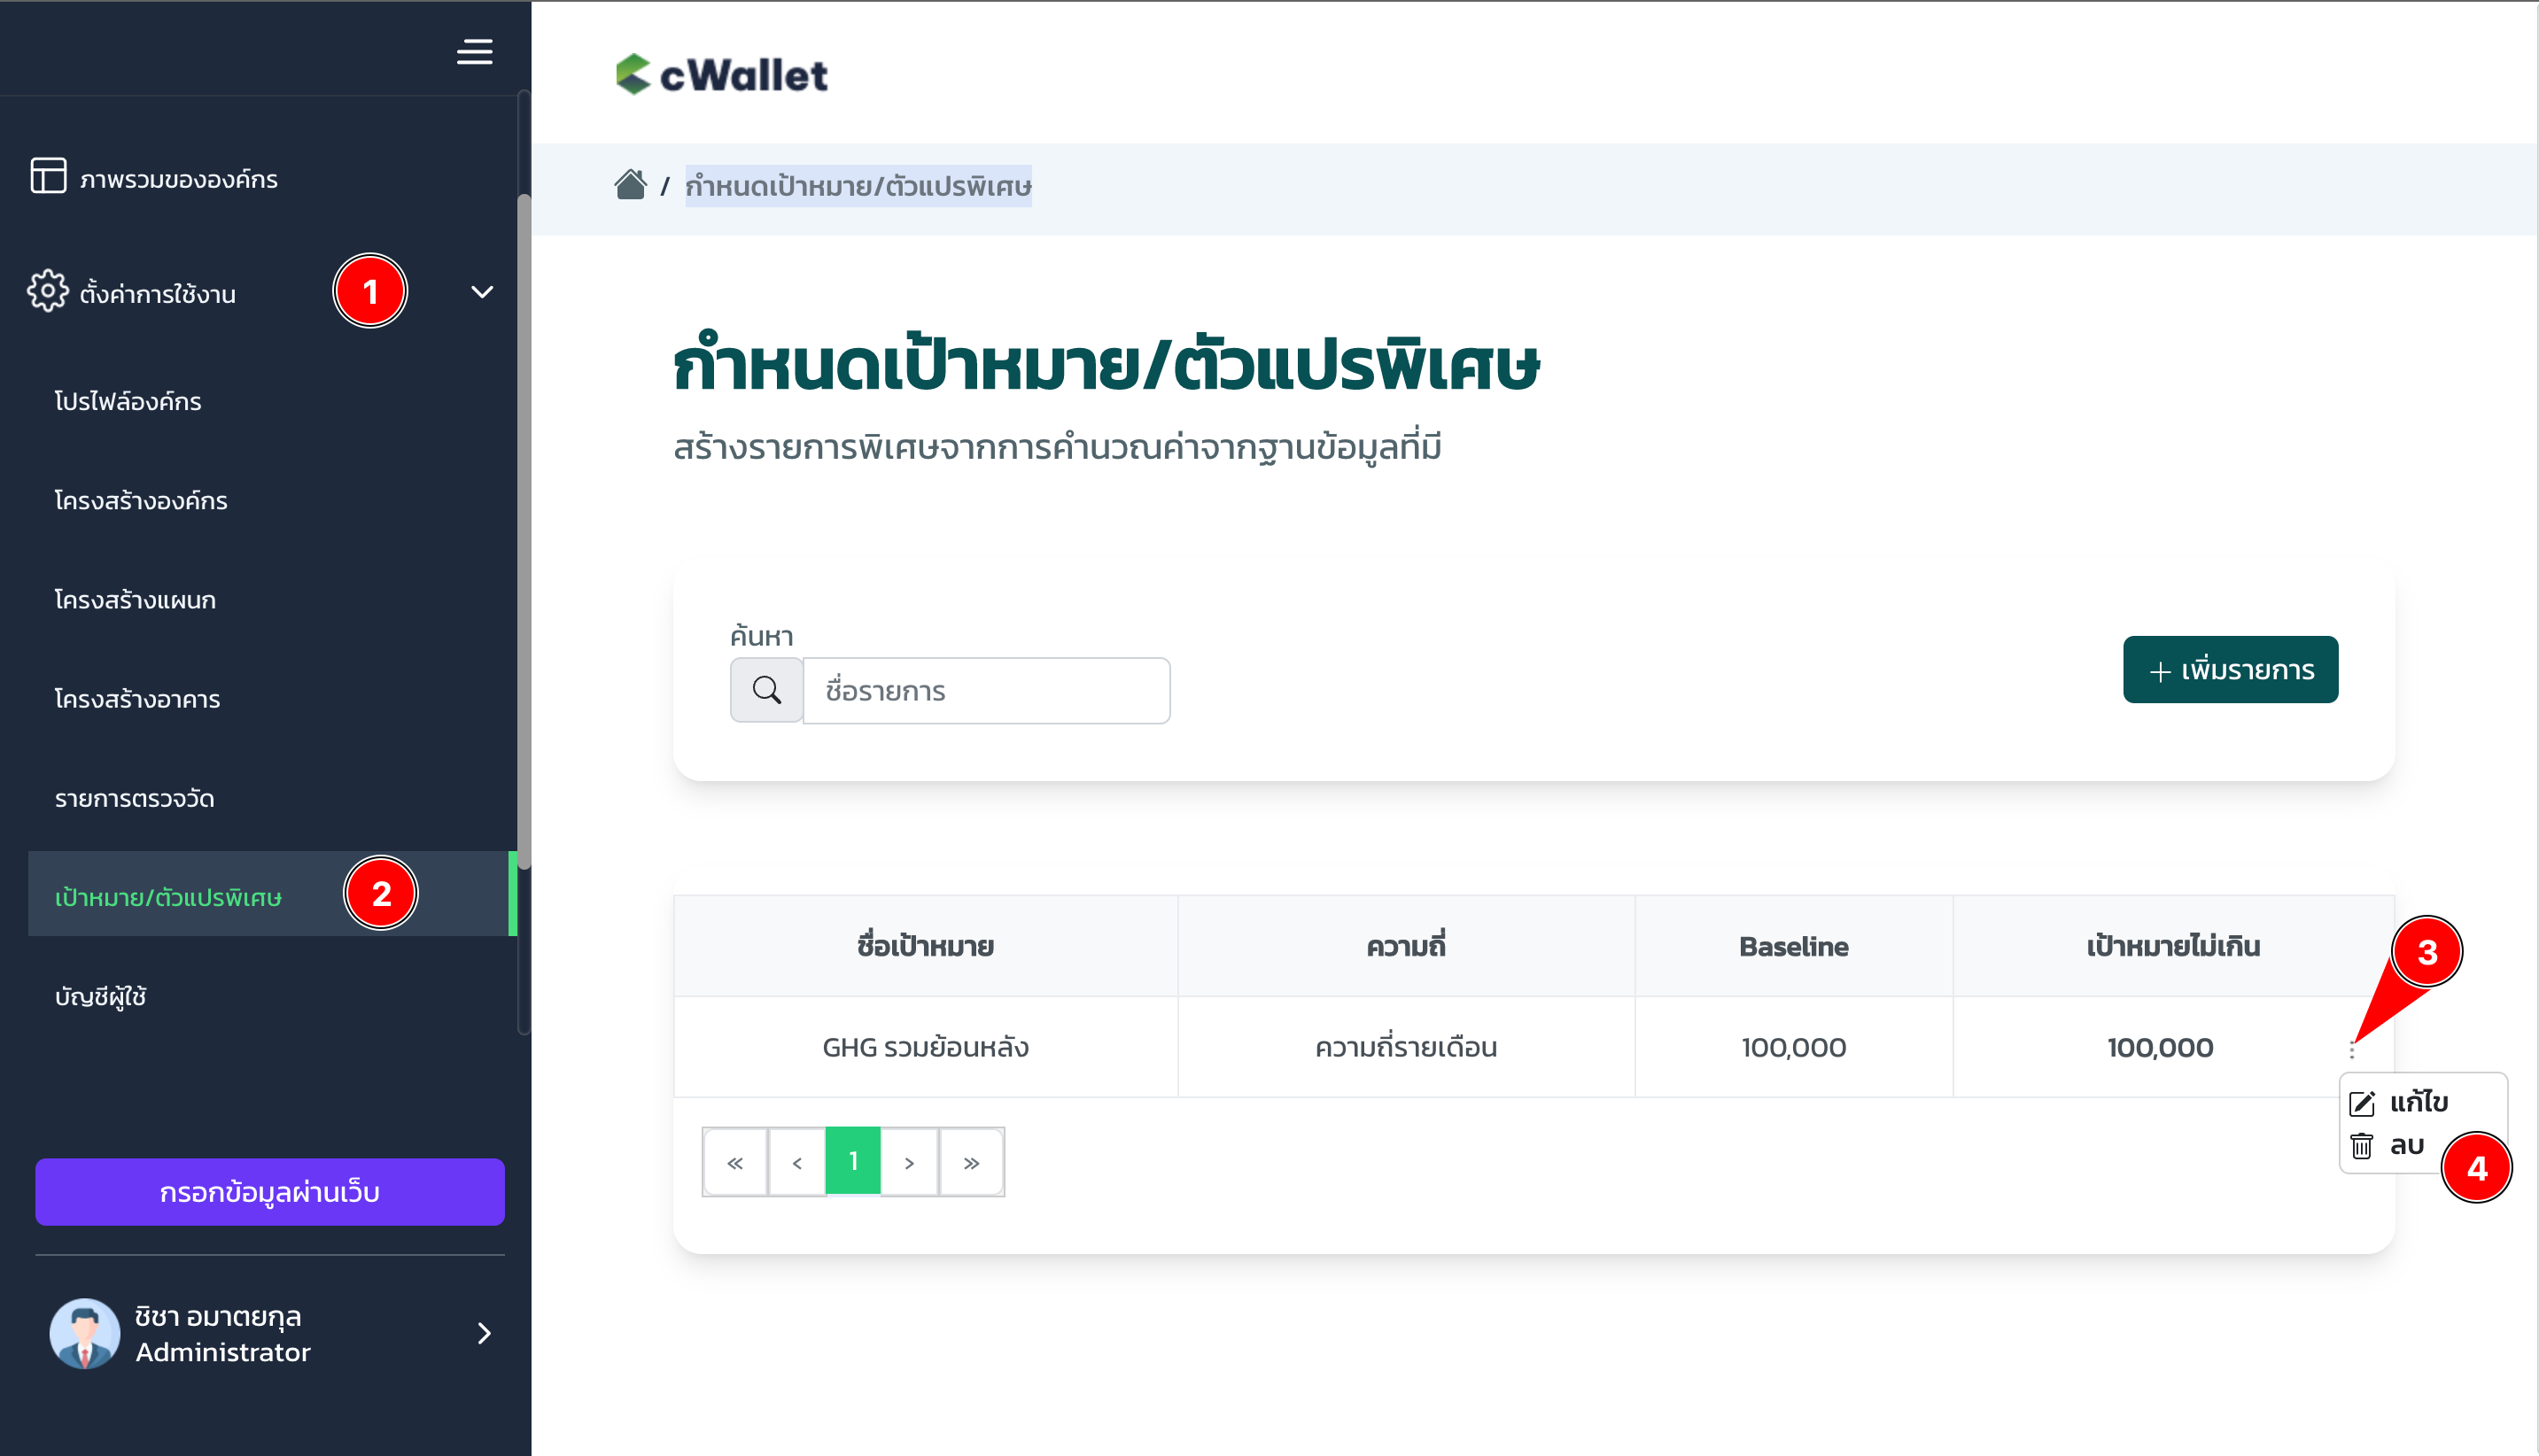 ภาพรวมขององค์กร
ตั้งค่าการใช้งาน
1
โปรไฟล์องค์กร
โครงสร้างองค์กร
โครงสร้างแผนก
โครงสร้างอาคาร
รายการตรวจวัด
เป้าหมาย/ตัวแปรพิเศษ
2
บัญชีผู้ใช้
กรอกข้อมูลผ่านเว็บ
ชิชา อมาตยกุล
Administrator
cWallet
/ กำหนดเป้าหมาย/ตัวแปรพิเศษ
กำหนดเป้าหมาย/ตัวแปรพิเศษ
สร้างรายการพิเศษจากการคำนวณค่าจากฐานข้อมูลที่มี
ค้นหา
ชื่อรายการ
+ เพิ่มรายการ
ชื่อเป้าหมาย ความถี่ Baseline เป้าหมายไม่เกิน
3
GHG รวมย้อนหลัง ความถี่รายเดือน 100,000 100,000
แก้ไข
ลบ
4
« ‹ 1 › »